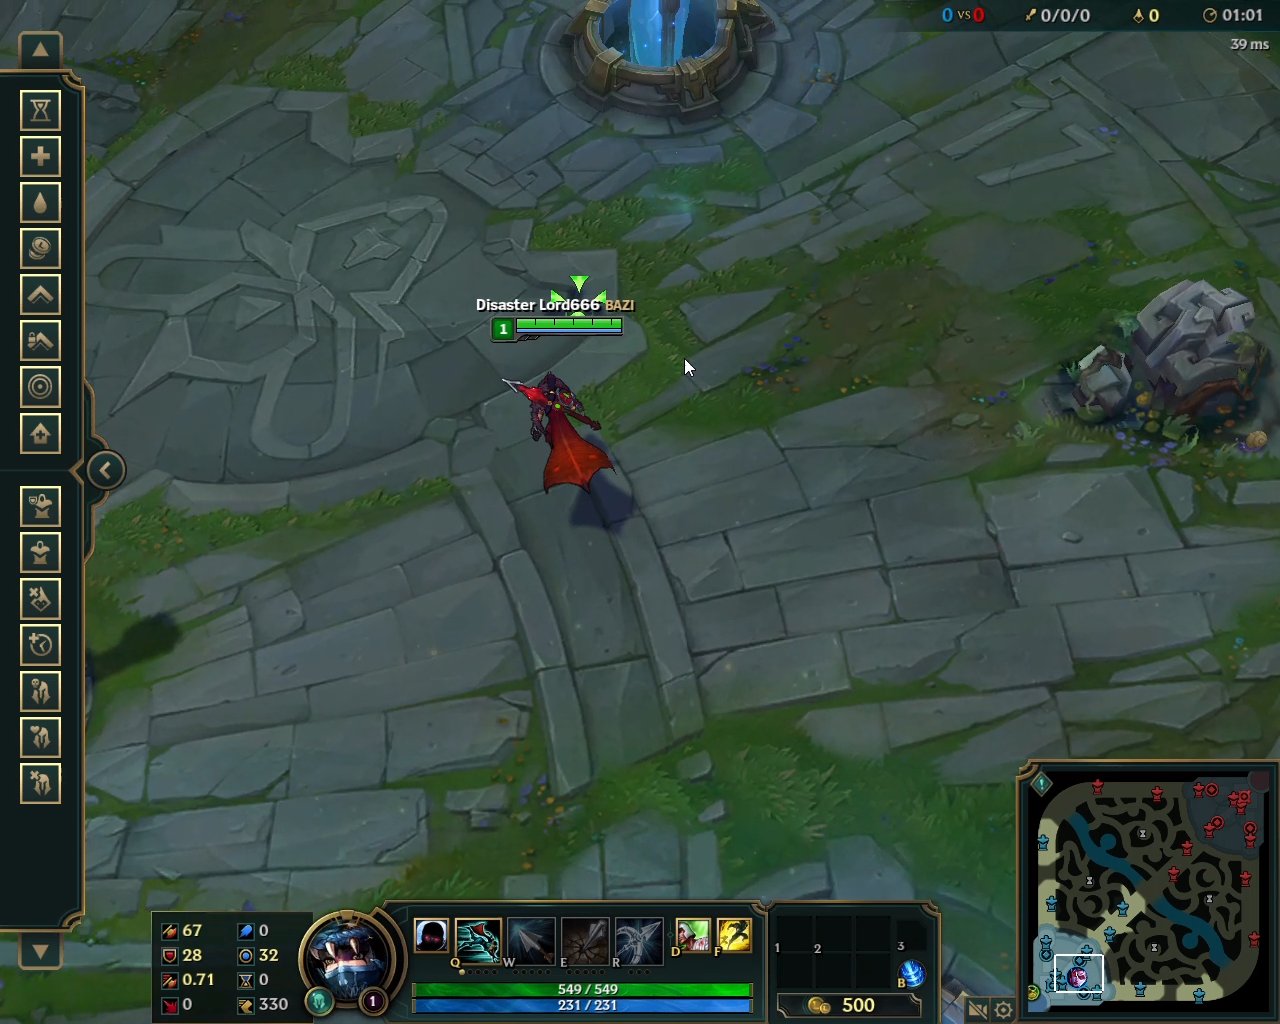 0 vs 0 0/0/0 0 01:01
39 ms
Disaster Lord666 BAZI
1
67 0
28 32
0.71 0
0 330
1
Q W E R D F
549 / 549
231 / 231
1 2 3
B
500